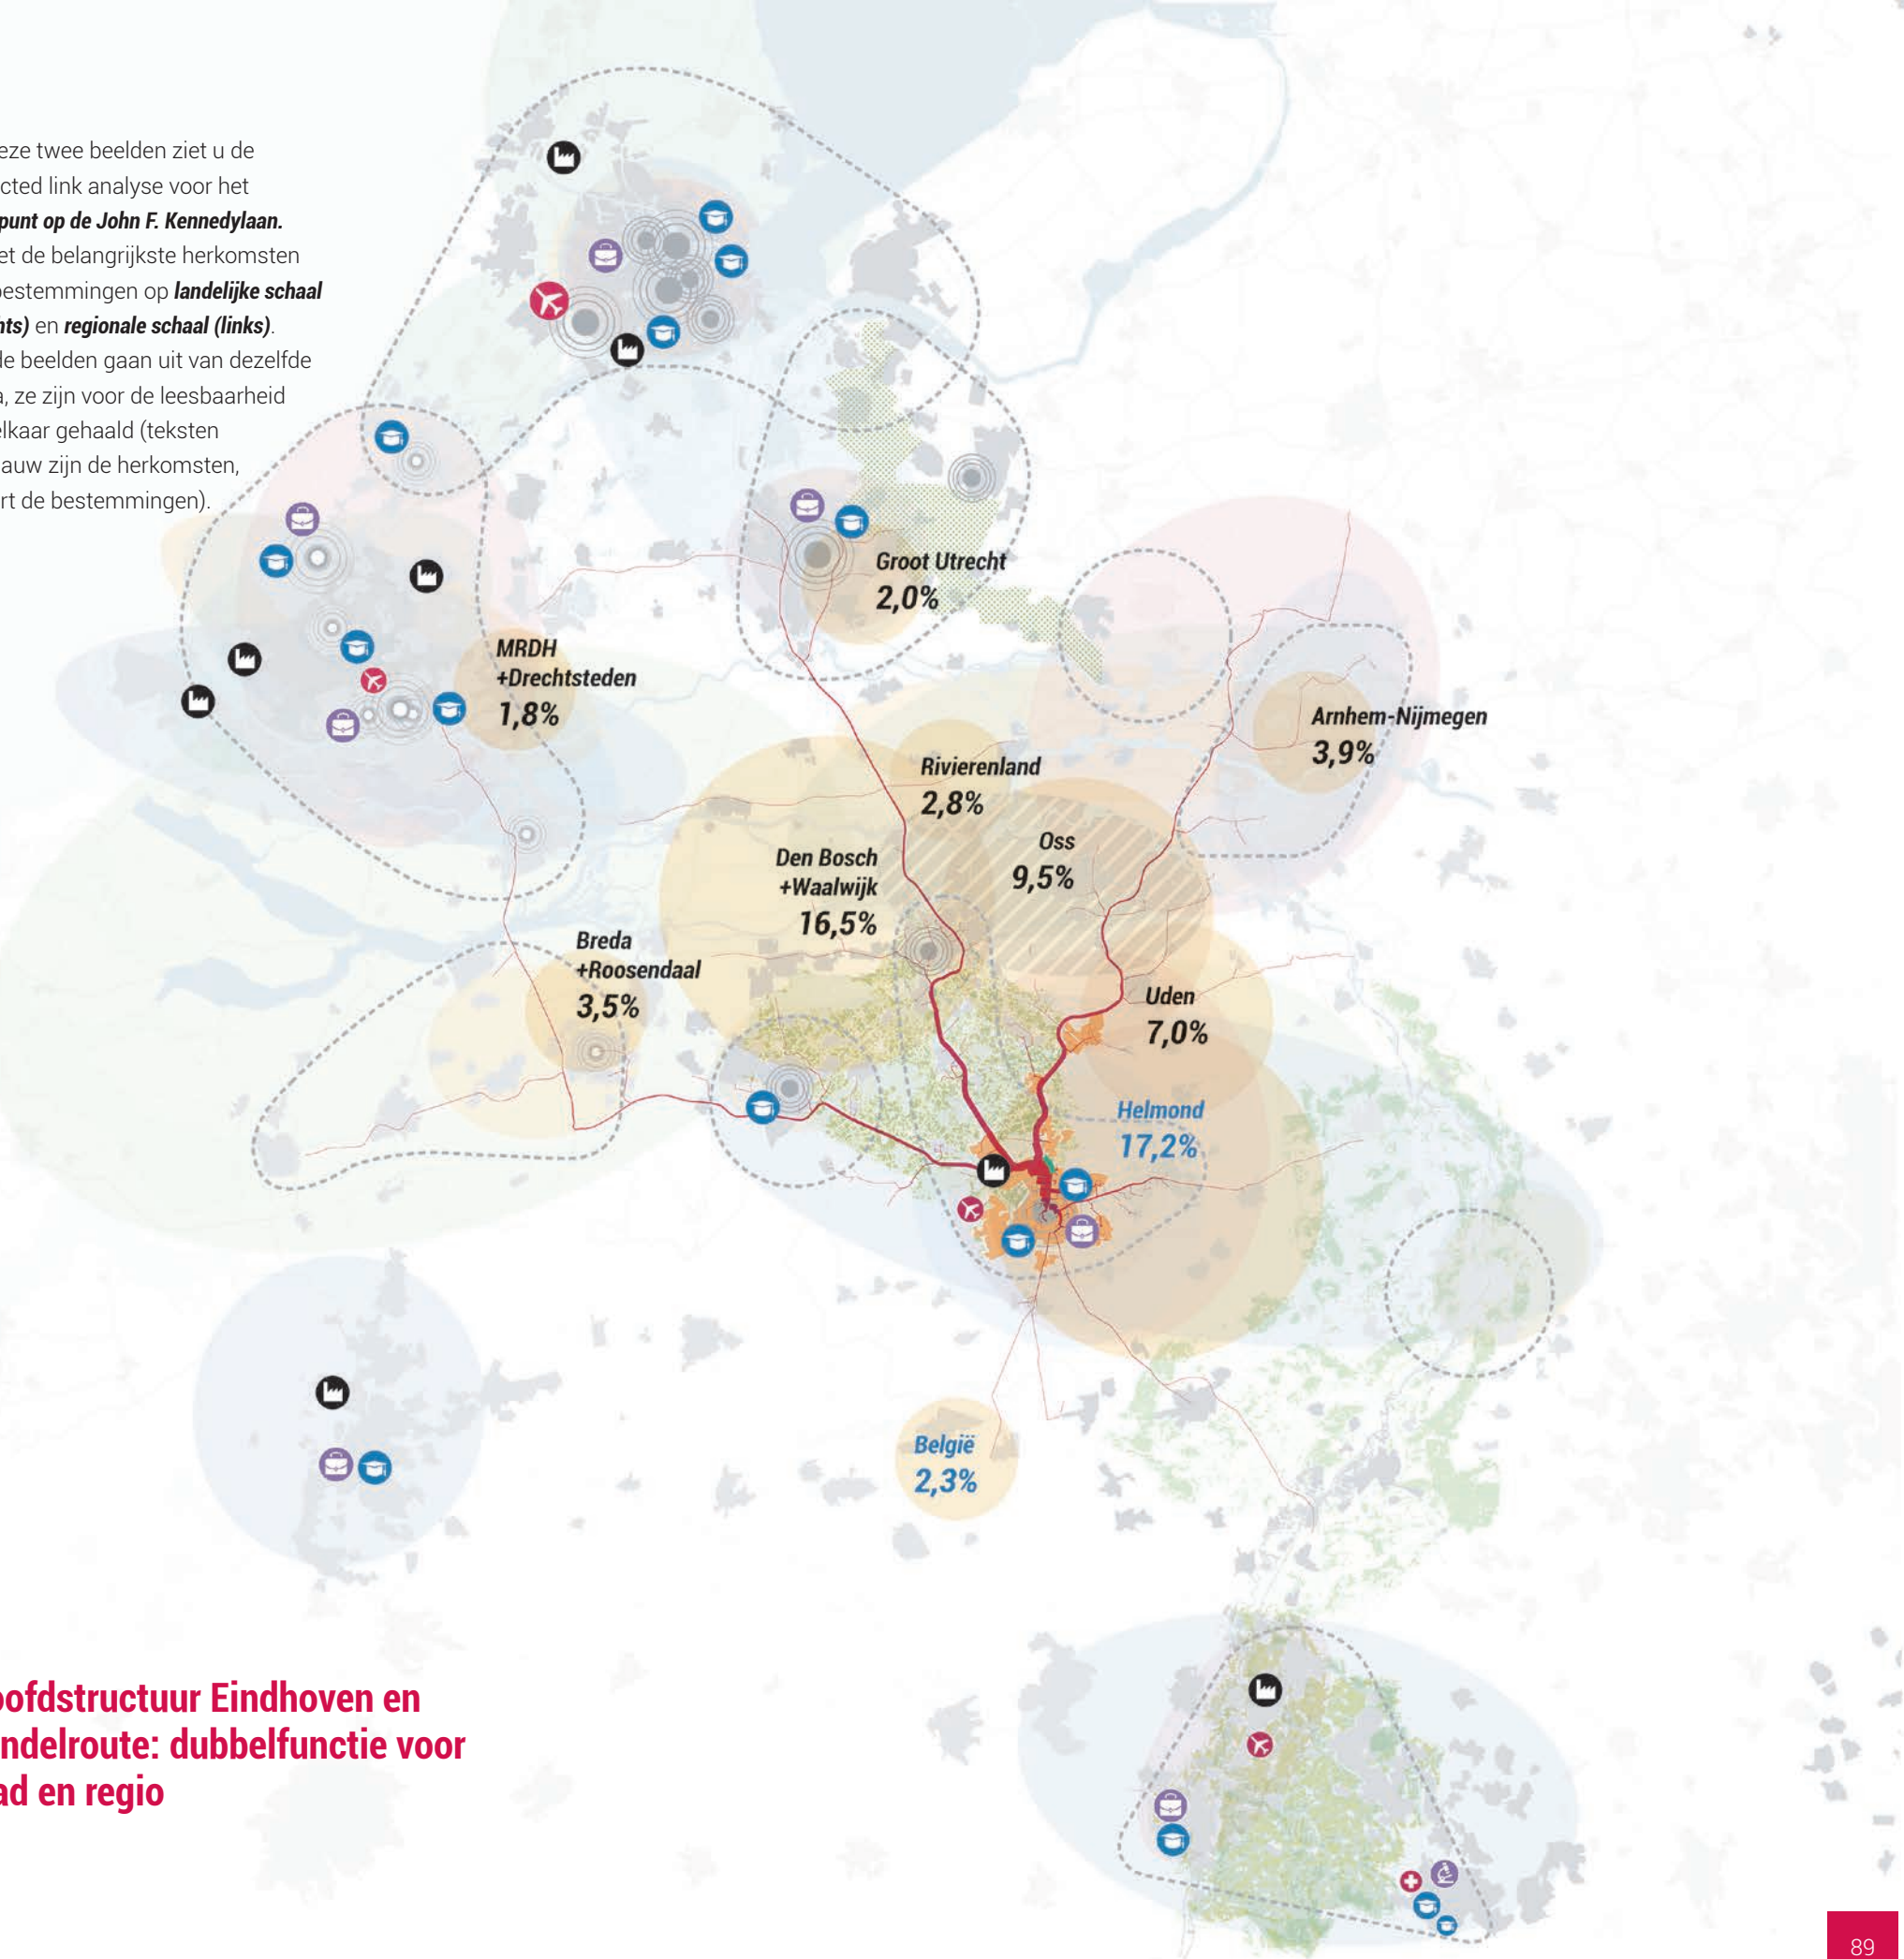 eze twee beelden ziet u de
cted link analyse voor het
punt op de John F. Kennedylaan.
et de belangrijkste herkomsten
bestemmingen op landelijke schaal
hts) en regionale schaal (links).
de beelden gaan uit van dezelfde
a, ze zijn voor de leesbaarheid
elkaar gehaald (teksten
lauw zijn de herkomsten,
rt de bestemmingen).
Groot Utrecht
2,0%
MRDH
+Drechtsteden
1,8%
Arnhem-Nijmegen
3,9%
Rivierenland
2,8%
Oss
9,5%
Den Bosch
+Waalwijk
16,5%
Breda
+Roosendaal
3,5%
Uden
7,0%
Helmond
17,2%
België
2,3%
oofdstructuur Eindhoven en
ndelroute: dubbelfunctie voor
ad en regio
89